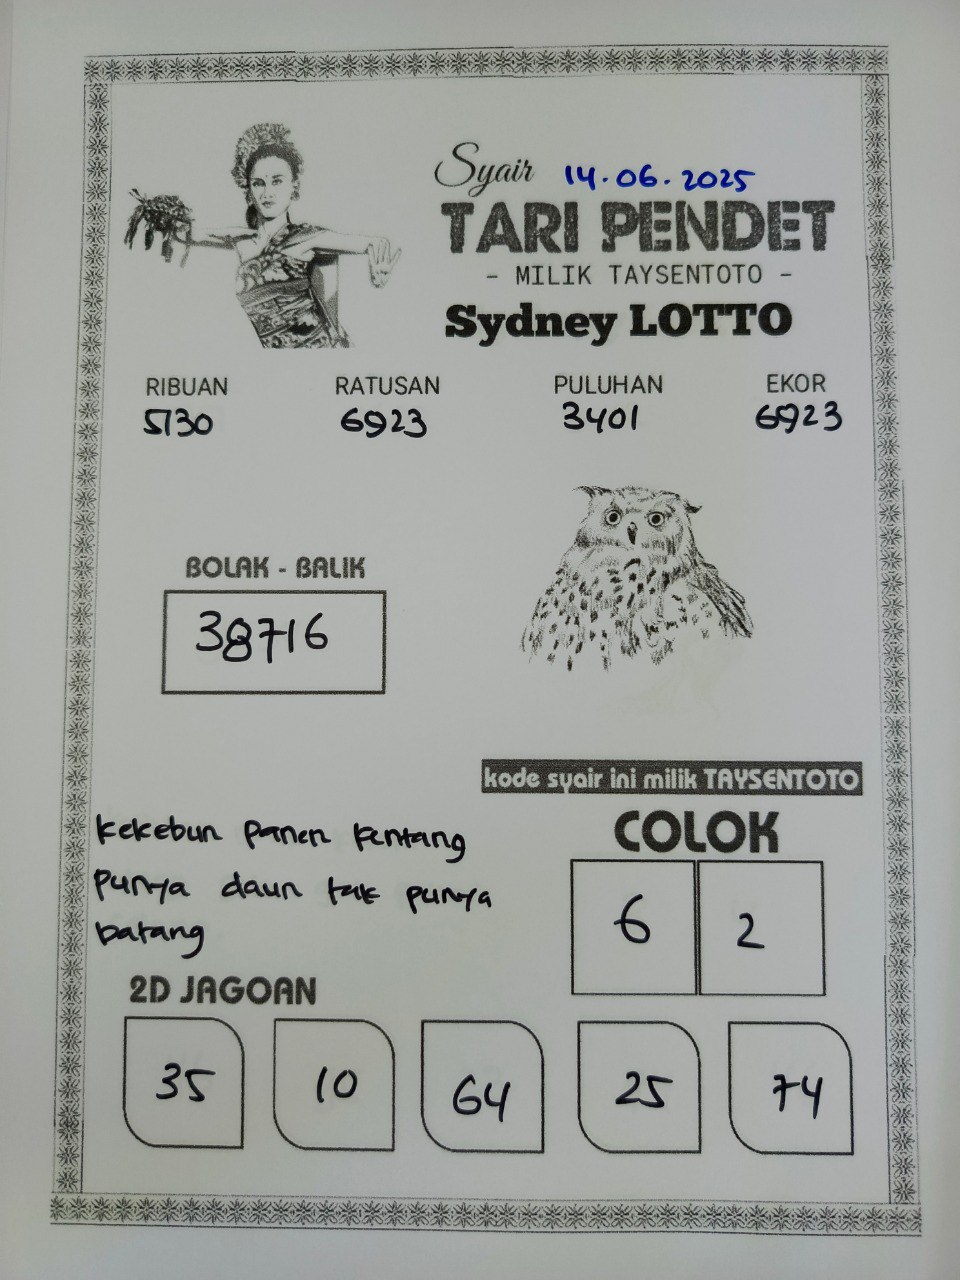 Syair 14.06.2025
TARI PENDET
- MILIK TAYSENTOTO -
Sydney LOTTO
RIBUAN RATUSAN PULUHAN EKOR
5730 6923 3401 6923
BOLAK - BALIK
38716
kode syair ini milik TAYSENTOTO
kekebun panen kentang
punya daun tak punya
batang
COLOK
6 2
2D JAGOAN
35 10 64 25 74